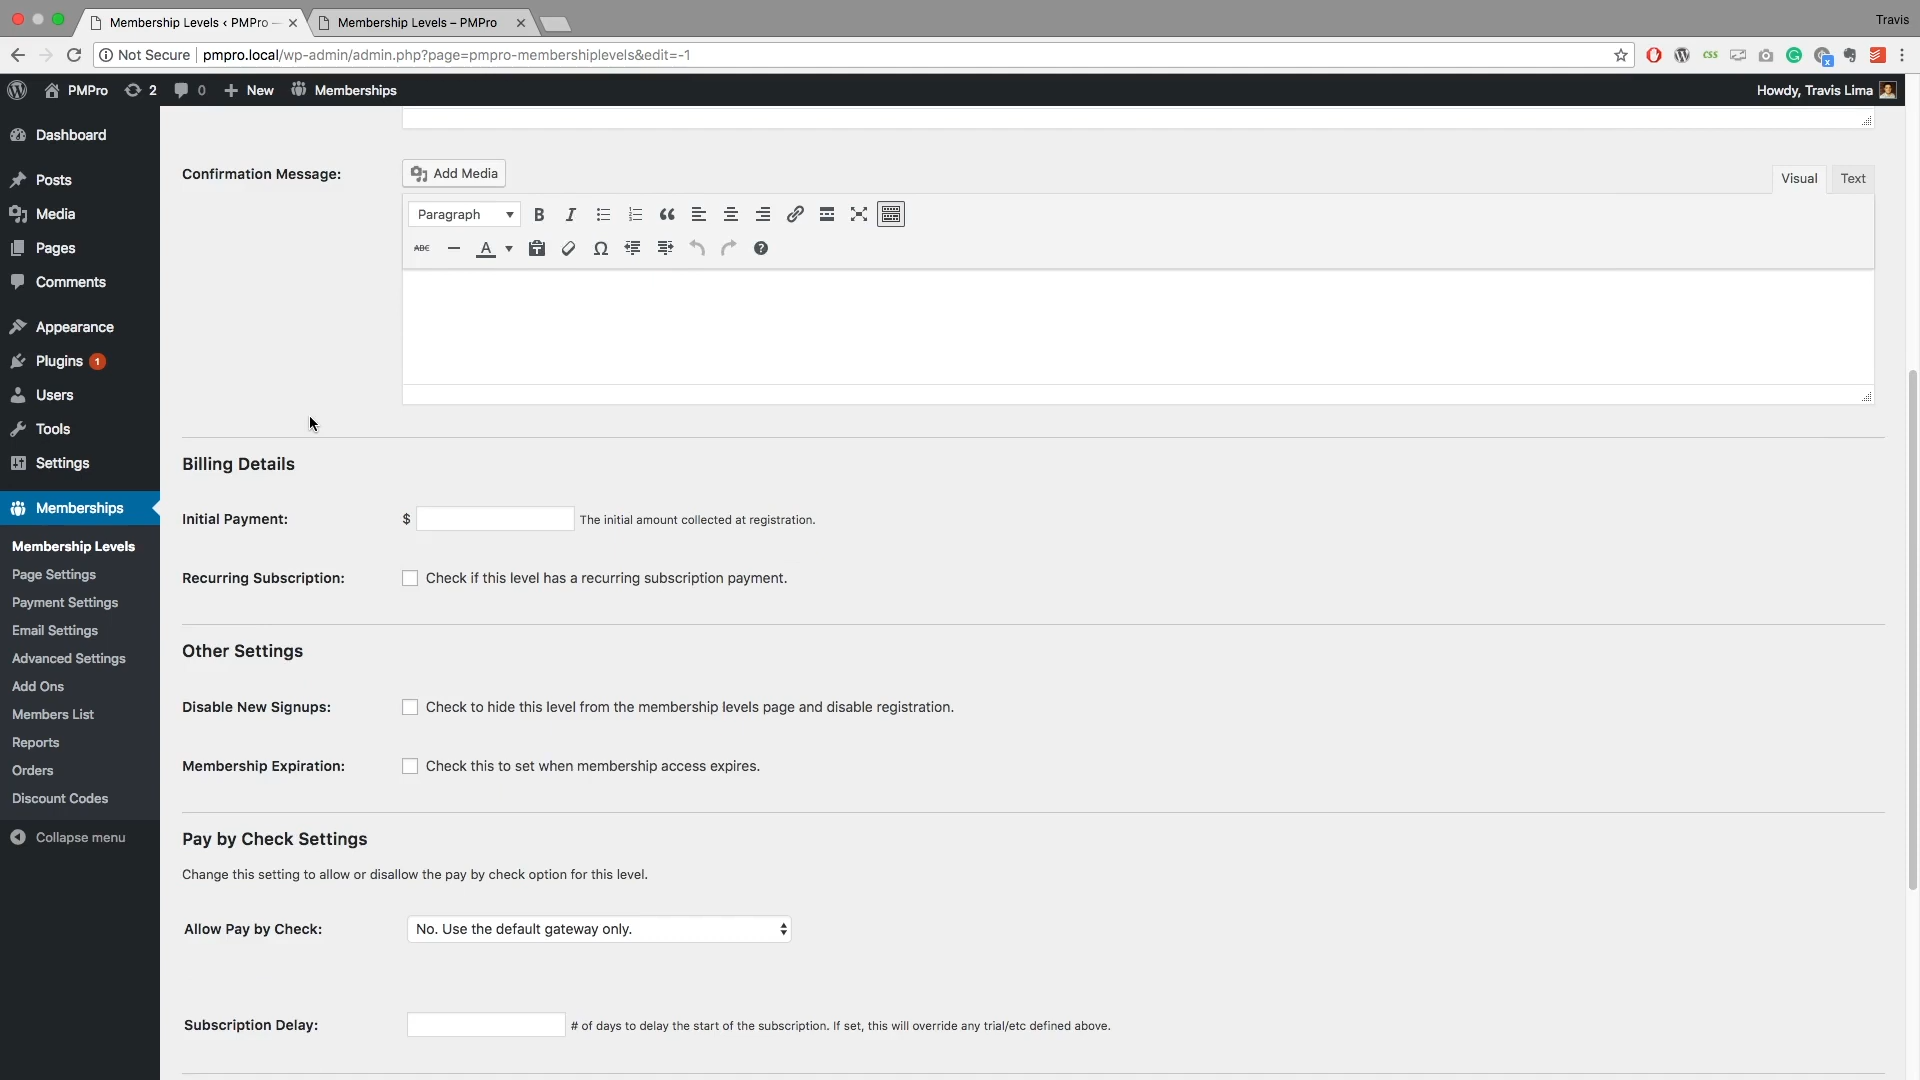 Membership Levels ‹ PMPro —
Membership Levels – PMPro
Travis
Not Secure
pmpro.local/wp-admin/admin.php?page=pmpro-membershiplevels&edit=-1
css
PMPro
2
0
New
Memberships
Howdy, Travis Lima
Dashboard
Posts
Media
Pages
Comments
Appearance
Plugins 1
Users
Tools
Settings
Memberships
Membership Levels
Page Settings
Payment Settings
Email Settings
Advanced Settings
Add Ons
Members List
Reports
Orders
Discount Codes
Collapse menu
Confirmation Message:
Add Media
Visual
Text
Paragraph
B I
ABC
A
Ω
Billing Details
Initial Payment:
$
The initial amount collected at registration.
Recurring Subscription:
Check if this level has a recurring subscription payment.
Other Settings
Disable New Signups:
Check to hide this level from the membership levels page and disable registration.
Membership Expiration:
Check this to set when membership access expires.
Pay by Check Settings
Change this setting to allow or disallow the pay by check option for this level.
Allow Pay by Check:
No. Use the default gateway only.
Subscription Delay:
# of days to delay the start of the subscription. If set, this will override any trial/etc defined above.